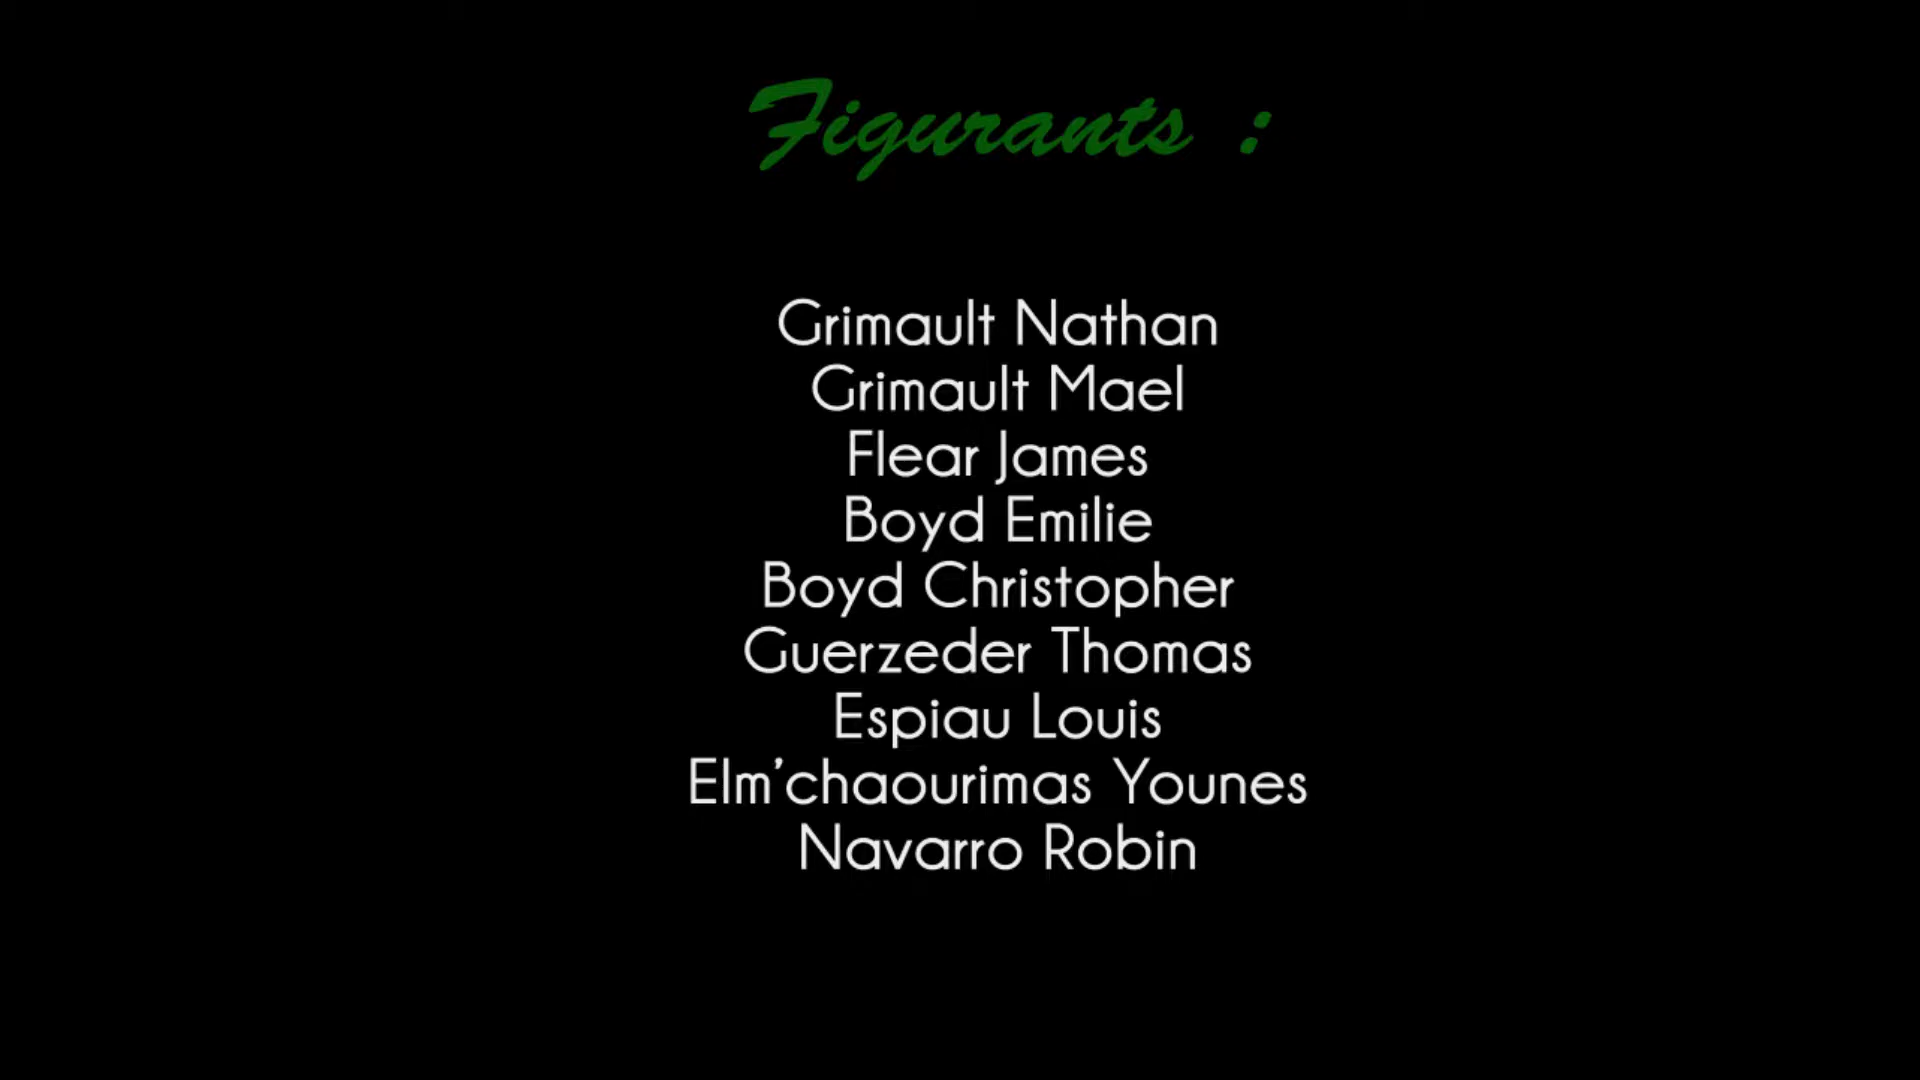 Figurants :
Grimault Nathan
Grimault Mael
Flear James
Boyd Emilie
Boyd Christopher
Guerzeder Thomas
Espiau Louis
Elm’chaourimas Younes
Navarro Robin